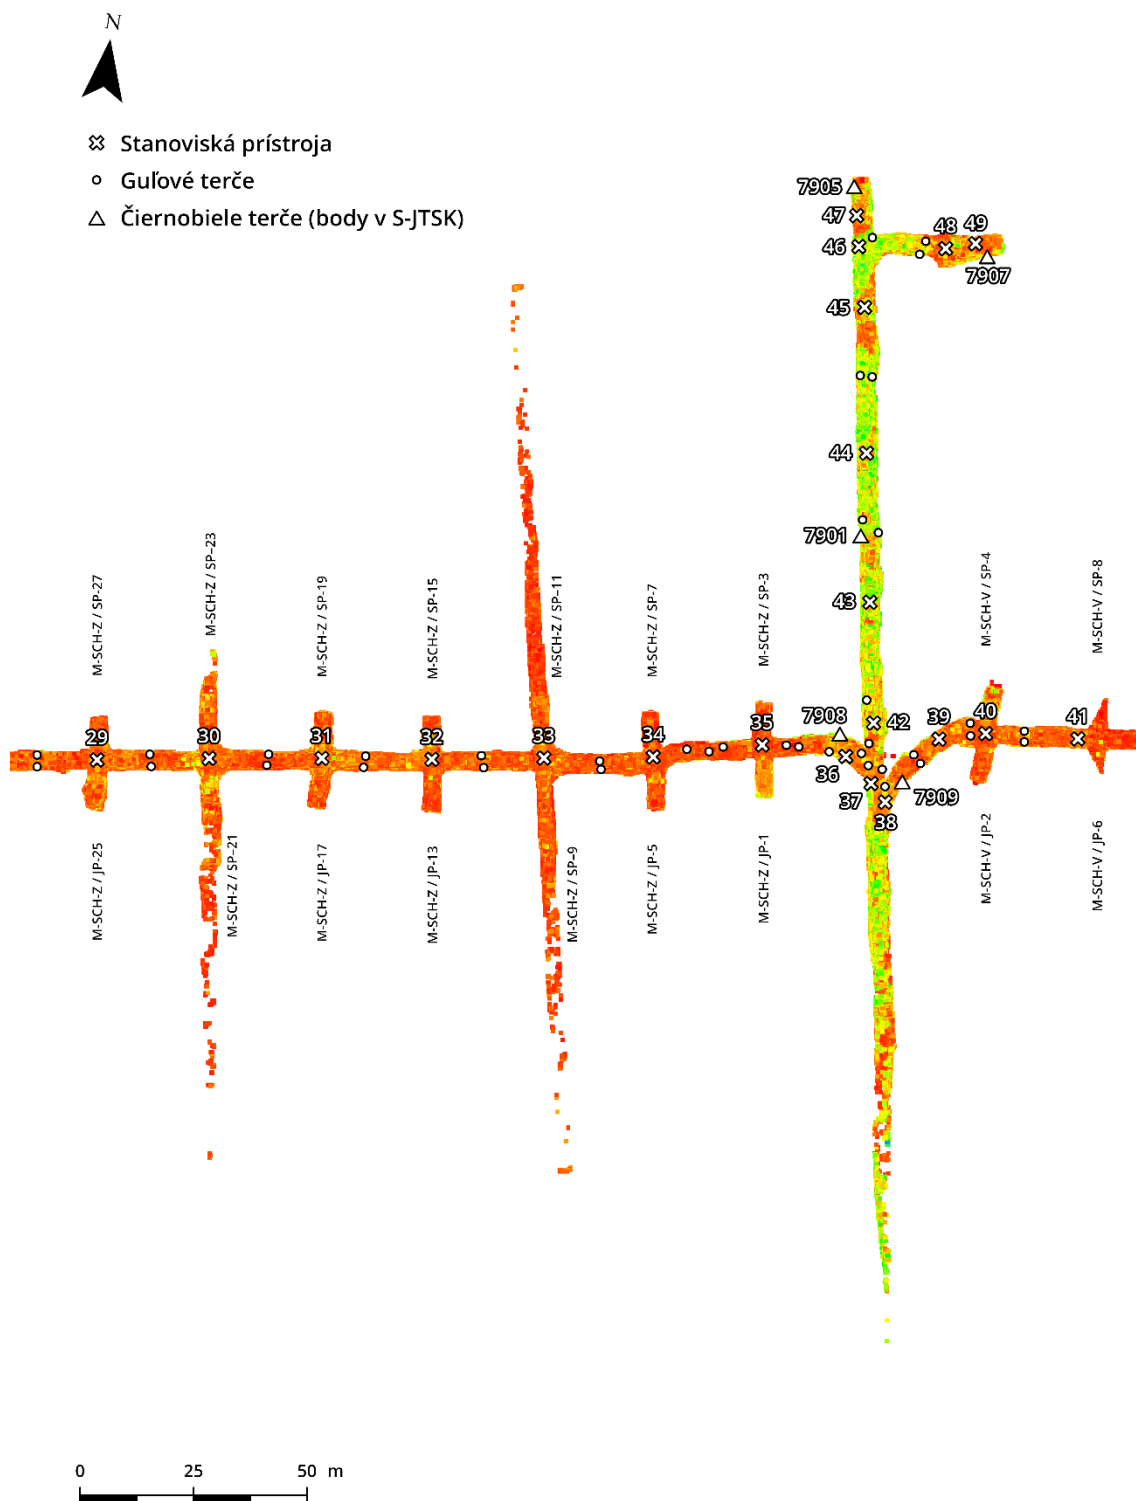 N
Stanoviská prístroja
Guľové terče
Čiernobiele terče (body v S-JTSK)
7905
47
46
48
49
7907
45
44
7901
43
M-SCH-Z / SP-27
M-SCH-Z / SP-23
M-SCH-Z / SP-19
M-SCH-Z / SP-15
M-SCH-Z / SP-11
M-SCH-Z / SP-7
M-SCH-Z / SP-3
M-SCH-V / SP-4
M-SCH-V / SP-8
29
30
31
32
33
34
35
7908
42
39
40
41
36
37
38
7909
M-SCH-Z / JP-25
M-SCH-Z / SP-21
M-SCH-Z / JP-17
M-SCH-Z / JP-13
M-SCH-Z / SP-9
M-SCH-Z / JP-5
M-SCH-Z / JP-1
M-SCH-V / JP-2
M-SCH-V / JP-6
0 25 50 m